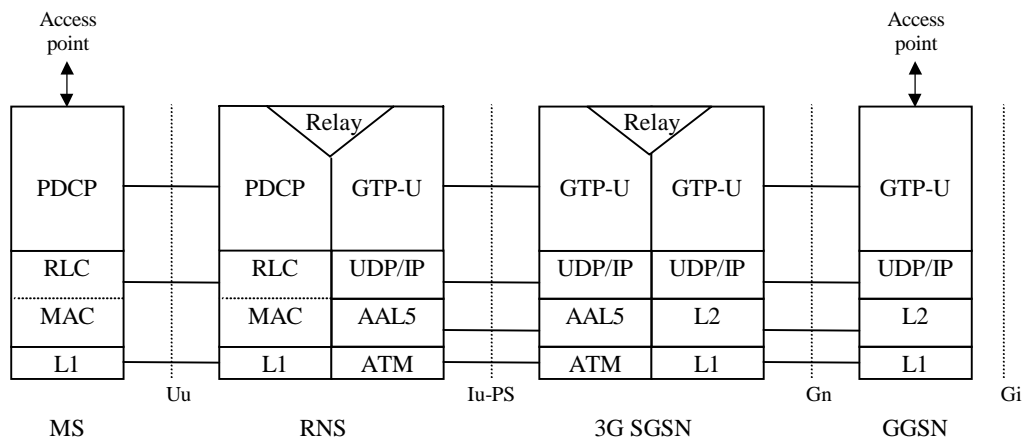 Access
point
Access
point
Relay
Relay
PDCP
PDCP
GTP-U
GTP-U
GTP-U
GTP-U
RLC
RLC
UDP/IP
UDP/IP
UDP/IP
UDP/IP
MAC
MAC
AAL5
AAL5
L2
L2
L1
L1
ATM
ATM
L1
L1
Uu
Iu-PS
Gn
Gi
MS
RNS
3G SGSN
GGSN